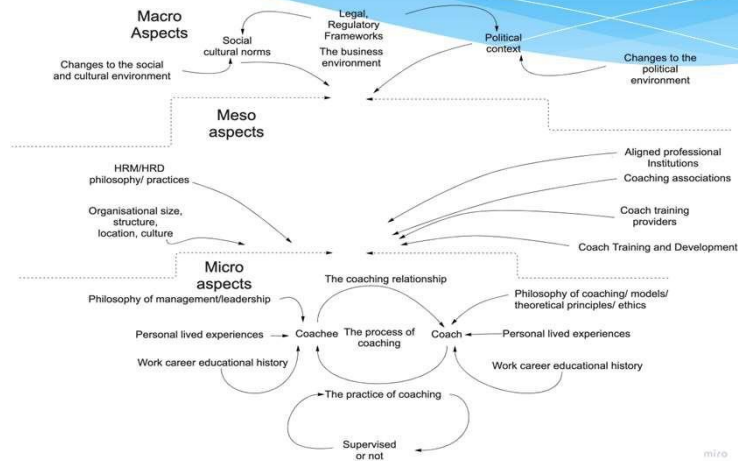 Macro
Aspects
Legal,
Regulatory
Frameworks
Social
cultural norms
The business
environment
Political
context
Changes to the social
and cultural environment
Changes to the
political
environment
Meso
aspects
HRM/HRD
philosophy/ practices
Aligned professional
Institutions
Coaching associations
Organisational size,
structure,
location, culture
Coach training
providers
Coach Training and Development
Micro
aspects
The coaching relationship
Philosophy of management/leadership
Philosophy of coaching/ models/
theoretical principles/ ethics
Personal lived experiences
Coachee
The process of
coaching
Coach
Personal lived experiences
Work career educational history
Work career educational history
The practice of coaching
Supervised
or not
miro